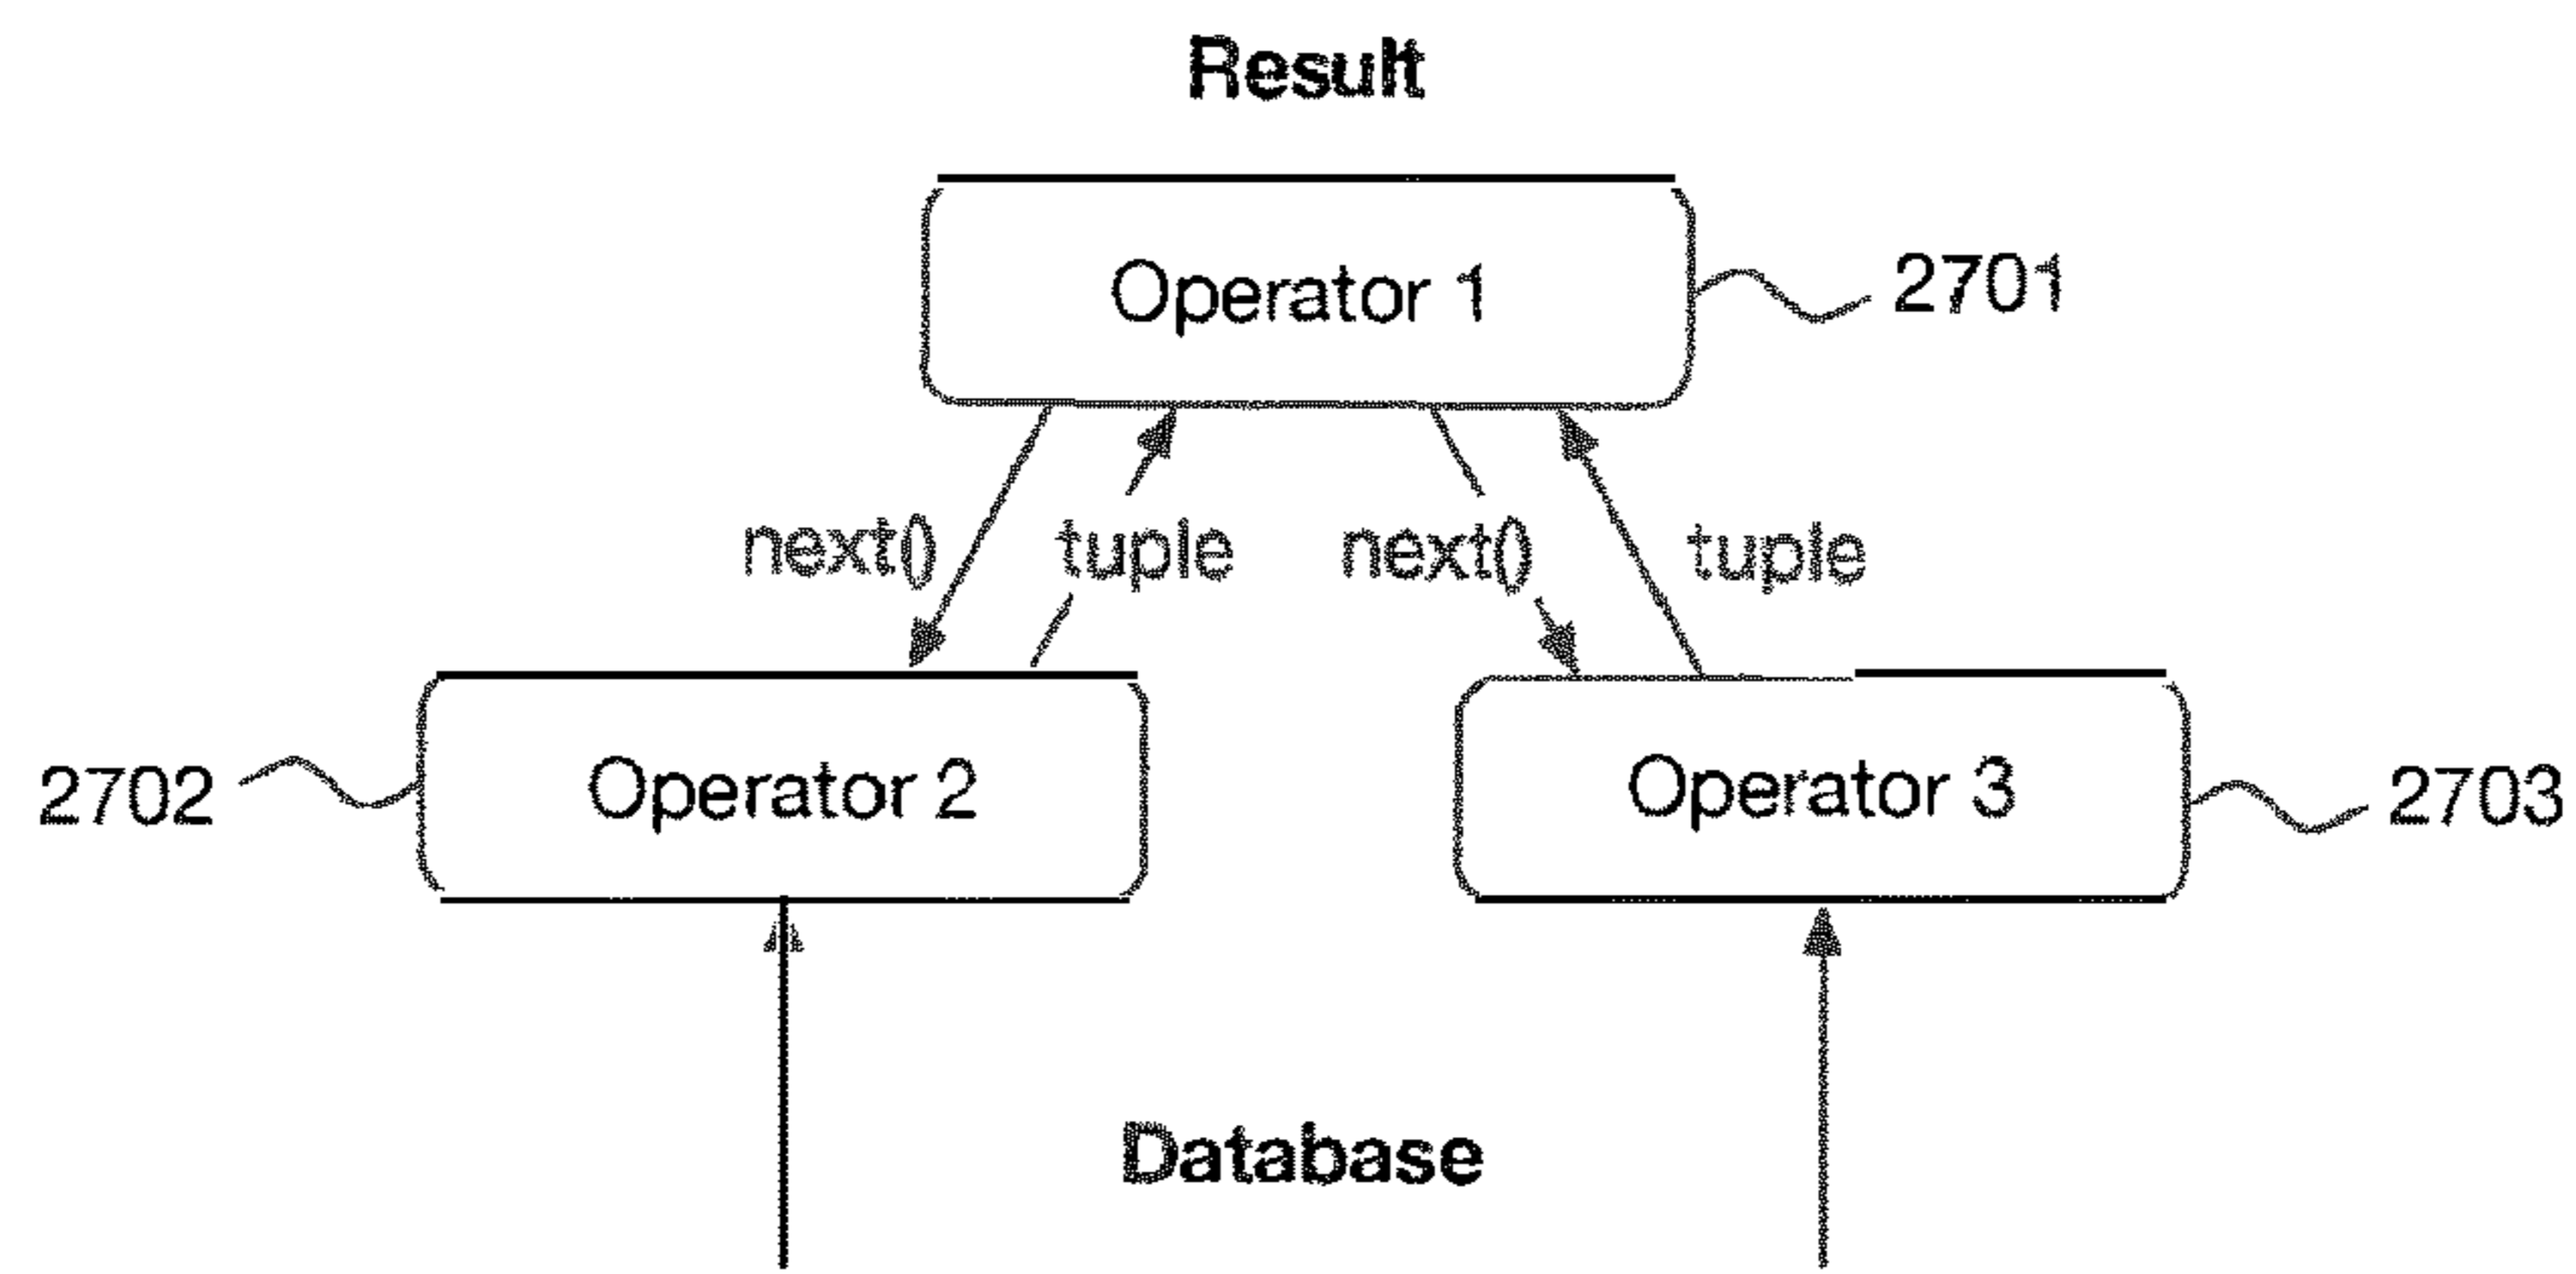 Result
Operator 1
2701
next() tuple next() tuple
2702
Operator 2
Operator 3
2703
Database